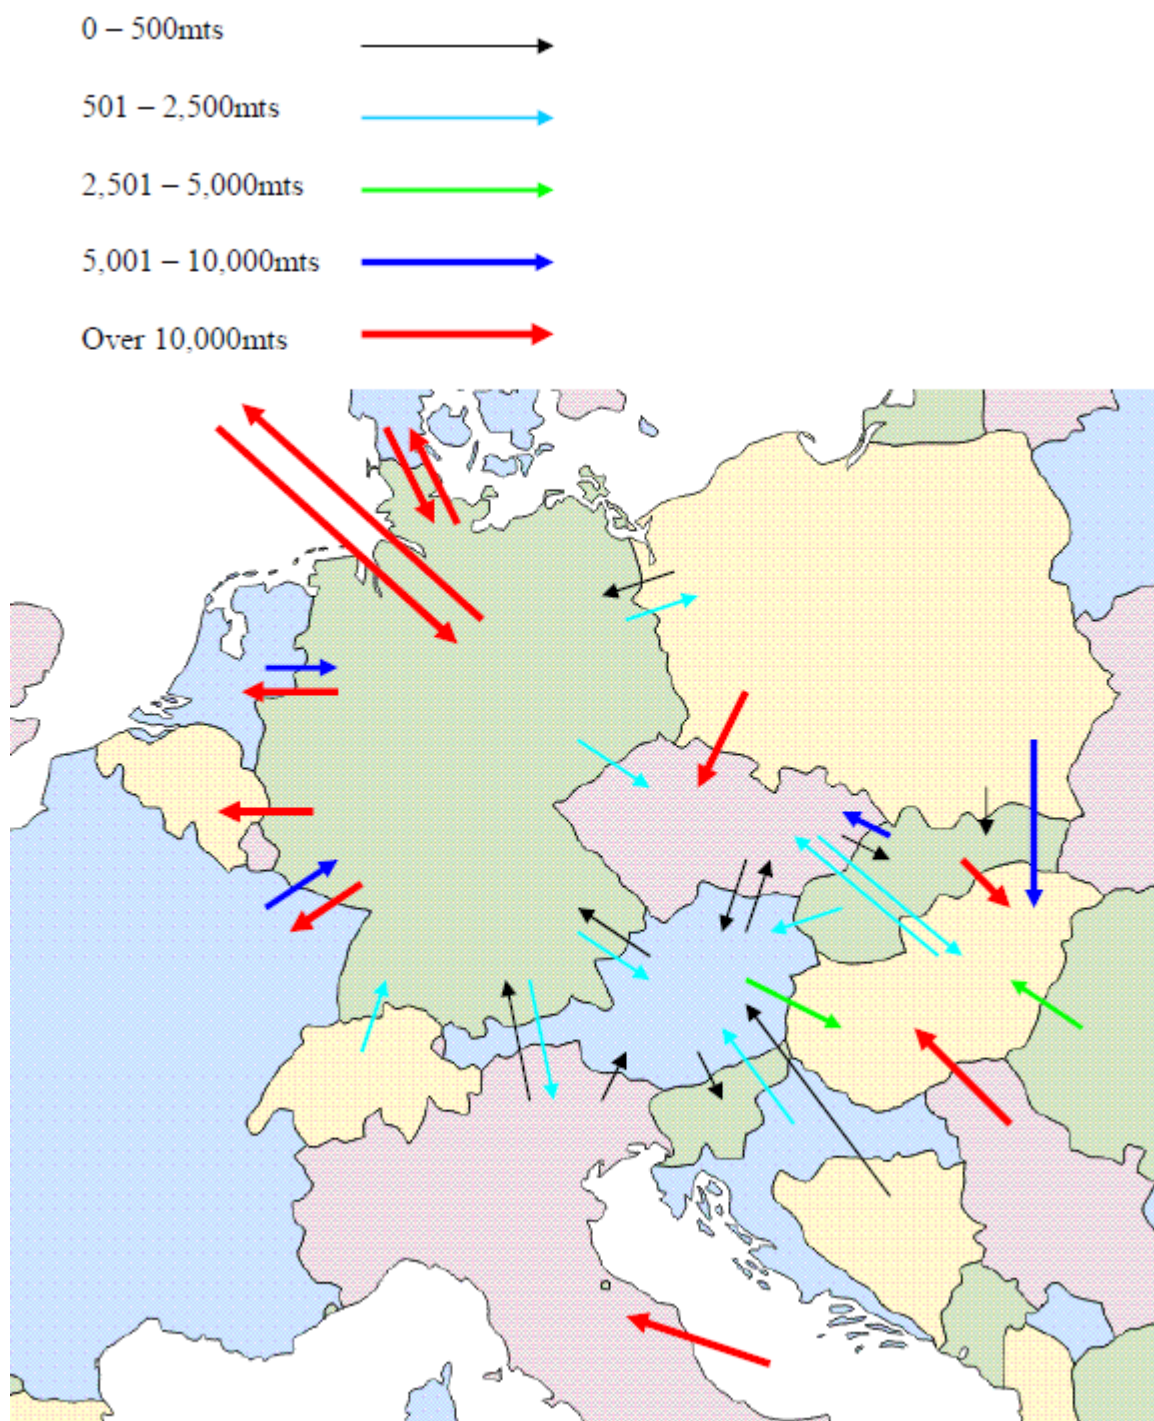 0 – 500mts
501 – 2,500mts
2,501 – 5,000mts
5,001 – 10,000mts
Over 10,000mts